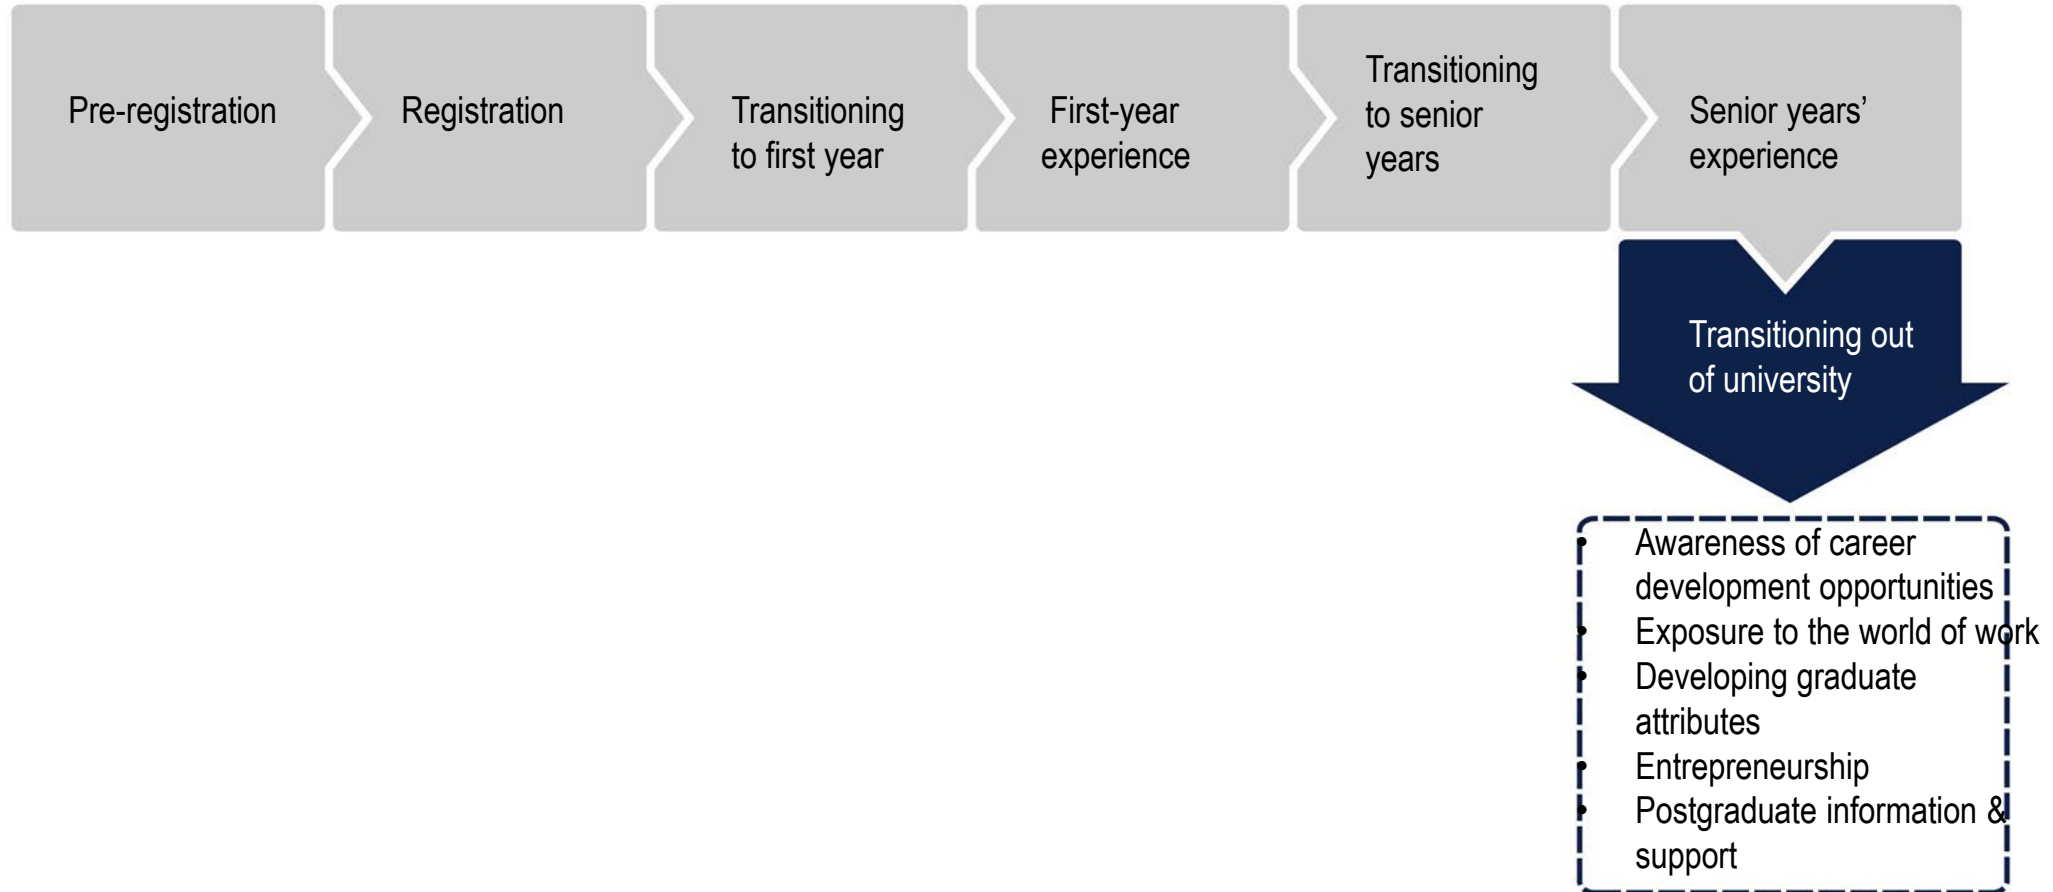 Pre-registration
Registration
Transitioning
to first year
First-year
experience
Transitioning
to senior
years
Senior years’
experience
Transitioning out
of university
• Awareness of career
development opportunities
• Exposure to the world of work
• Developing graduate
attributes
• Entrepreneurship
• Postgraduate information &
support